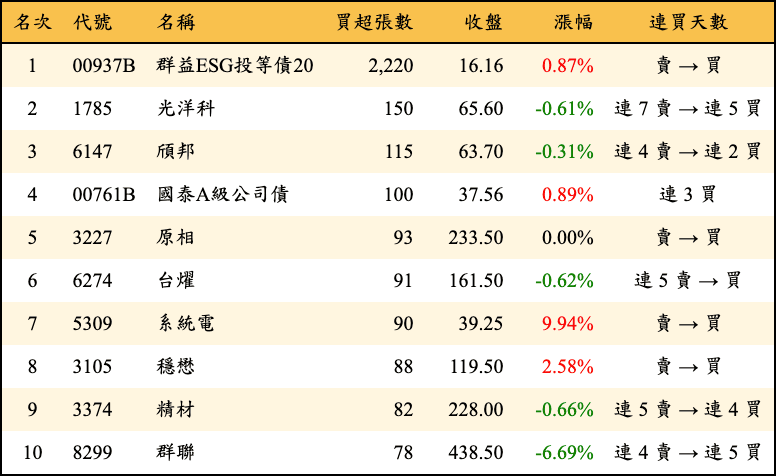 名次 代號 名稱 買超張數 收盤 漲幅 連買天數
1 00937B 群益ESG投等債20 2,220 16.16 0.87% 賣 → 買
2 1785 光洋科 150 65.60 -0.61% 連 7 賣 → 連 5 買
3 6147 頎邦 115 63.70 -0.31% 連 4 賣 → 連 2 買
4 00761B 國泰A級公司債 100 37.56 0.89% 連 3 買
5 3227 原相 93 233.50 0.00% 賣 → 買
6 6274 台燿 91 161.50 -0.62% 連 5 賣 → 買
7 5309 系統電 90 39.25 9.94% 賣 → 買
8 3105 穩懋 88 119.50 2.58% 賣 → 買
9 3374 精材 82 228.00 -0.66% 連 5 賣 → 連 4 買
10 8299 群聯 78 438.50 -6.69% 連 4 賣 → 連 5 買